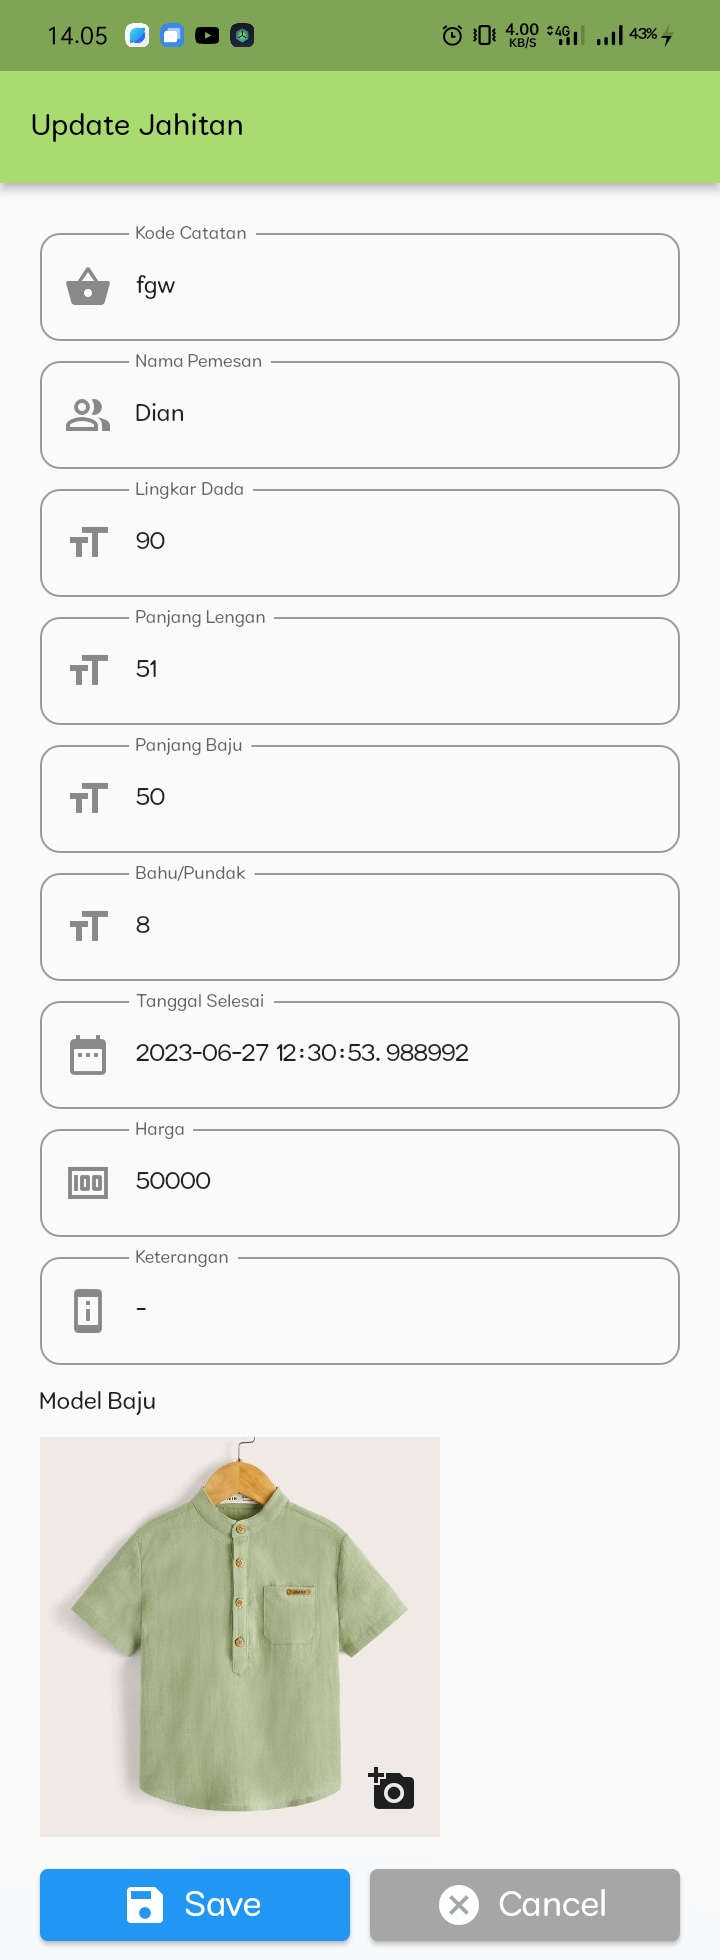 14.05
4.00
KB/S
4G
43%
Update Jahitan
Kode Catatan
fgw
Nama Pemesan
Dian
Lingkar Dada
90
Panjang Lengan
51
Panjang Baju
50
Bahu/Pundak
8
Tanggal Selesai
2023-06-27 12:30:53.988992
Harga
100
50000
Keterangan
-
Model Baju
Save
Cancel